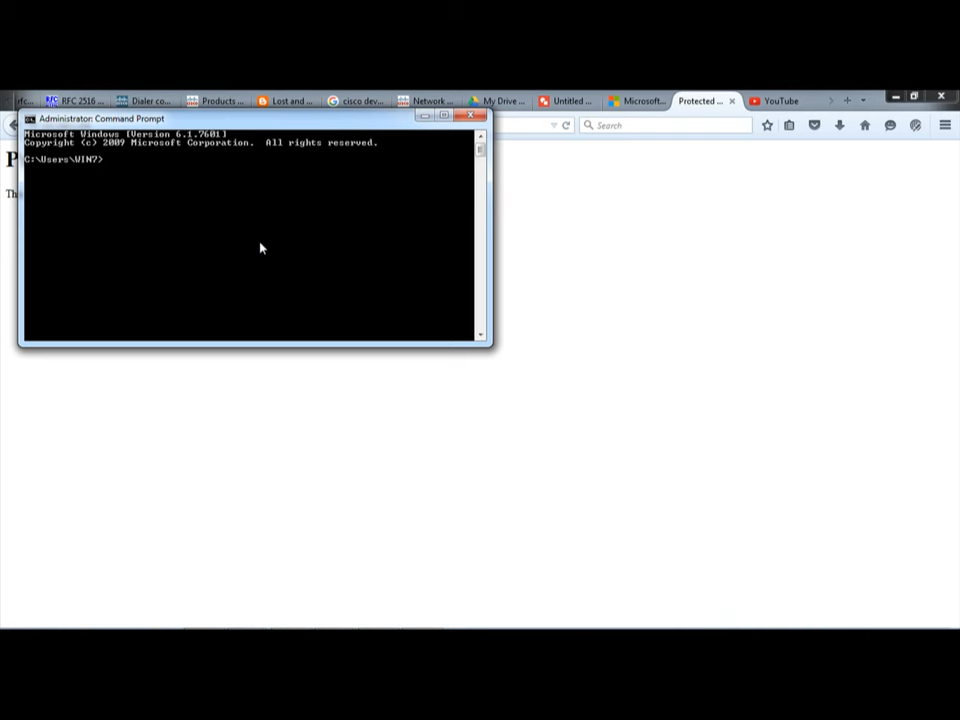 rfc...
RFC 2516 ...
Dialer co...
Products ...
Lost and ...
cisco dev...
Network ...
My Drive ...
Untitled ...
Microsoft...
Protected ...
YouTube
Administrator: Command Prompt
Search
Microsoft Windows [Version 6.1.7601]
Copyright (c) 2009 Microsoft Corporation.  All rights reserved.
C:\Users\WIN7>
P